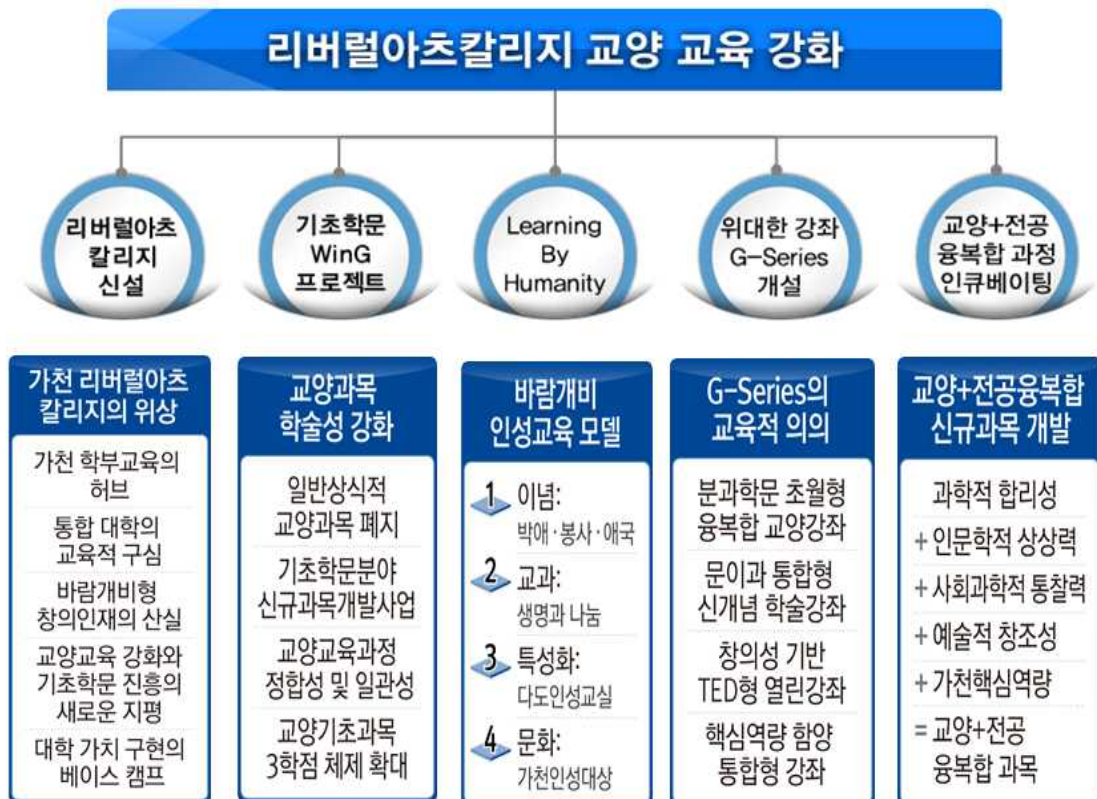 리버럴아츠칼리지 교양 교육 강화
리버럴아츠
칼리지
신설
기초학문
WinG
프로젝트
Learning
By
Humanity
위대한 강좌
G-Series
개설
교양+전공
융복합 과정
인큐베이팅
가천 리버럴아츠
칼리지의 위상
가천 학부교육의
허브
통합 대학의
교육적 구심
바람개비형
창의인재의 산실
교양교육 강화와
기초학문 진흥의
새로운 지평
대학 가치 구현의
베이스 캠프
교양과목
학술성 강화
일반상식적
교양과목 폐지
기초학문분야
신규과목개발사업
교양교육과정
정합성 및 일관성
교양기초과목
3학점 체제 확대
바람개비
인성교육 모델
1 이념:
박애·봉사·애국
2 교과:
생명과 나눔
3 특성화:
다도인성교실
4 문화:
가천인성대상
G-Series의
교육적 의의
분과학문 초월형
융복합 교양강좌
문이과 통합형
신개념 학술강좌
창의성 기반
TED형 열린강좌
핵심역량 함양
통합형 강좌
교양+전공융복합
신규과목 개발
과학적 합리성
+ 인문학적 상상력
+ 사회과학적 통찰력
+ 예술적 창조성
+ 가천핵심역량
= 교양+전공
융복합 과목